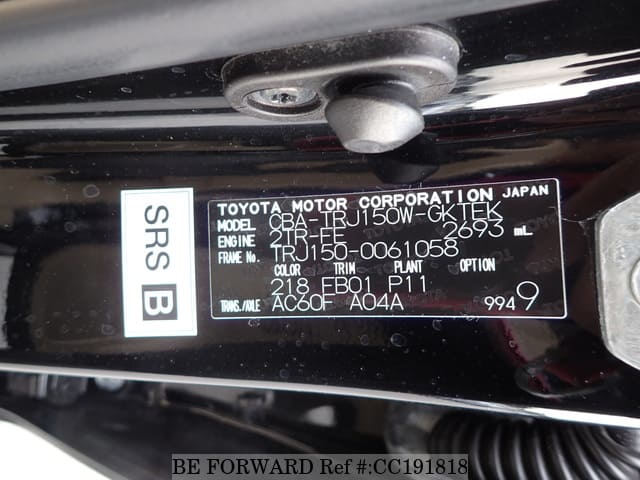 TOYOTA MOTOR CORPORATION JAPAN
MODEL CBA-TRJ150W-GKTEK
ENGINE 2TR-FE 2693 mL
FRAME No. TRJ150-0061058
COLOR TRIM PLANT OPTION
218 EB01 P11
TRANS./AXLE AC60F A04A 9949
SRS B
BE FORWARD Ref #:CC191818